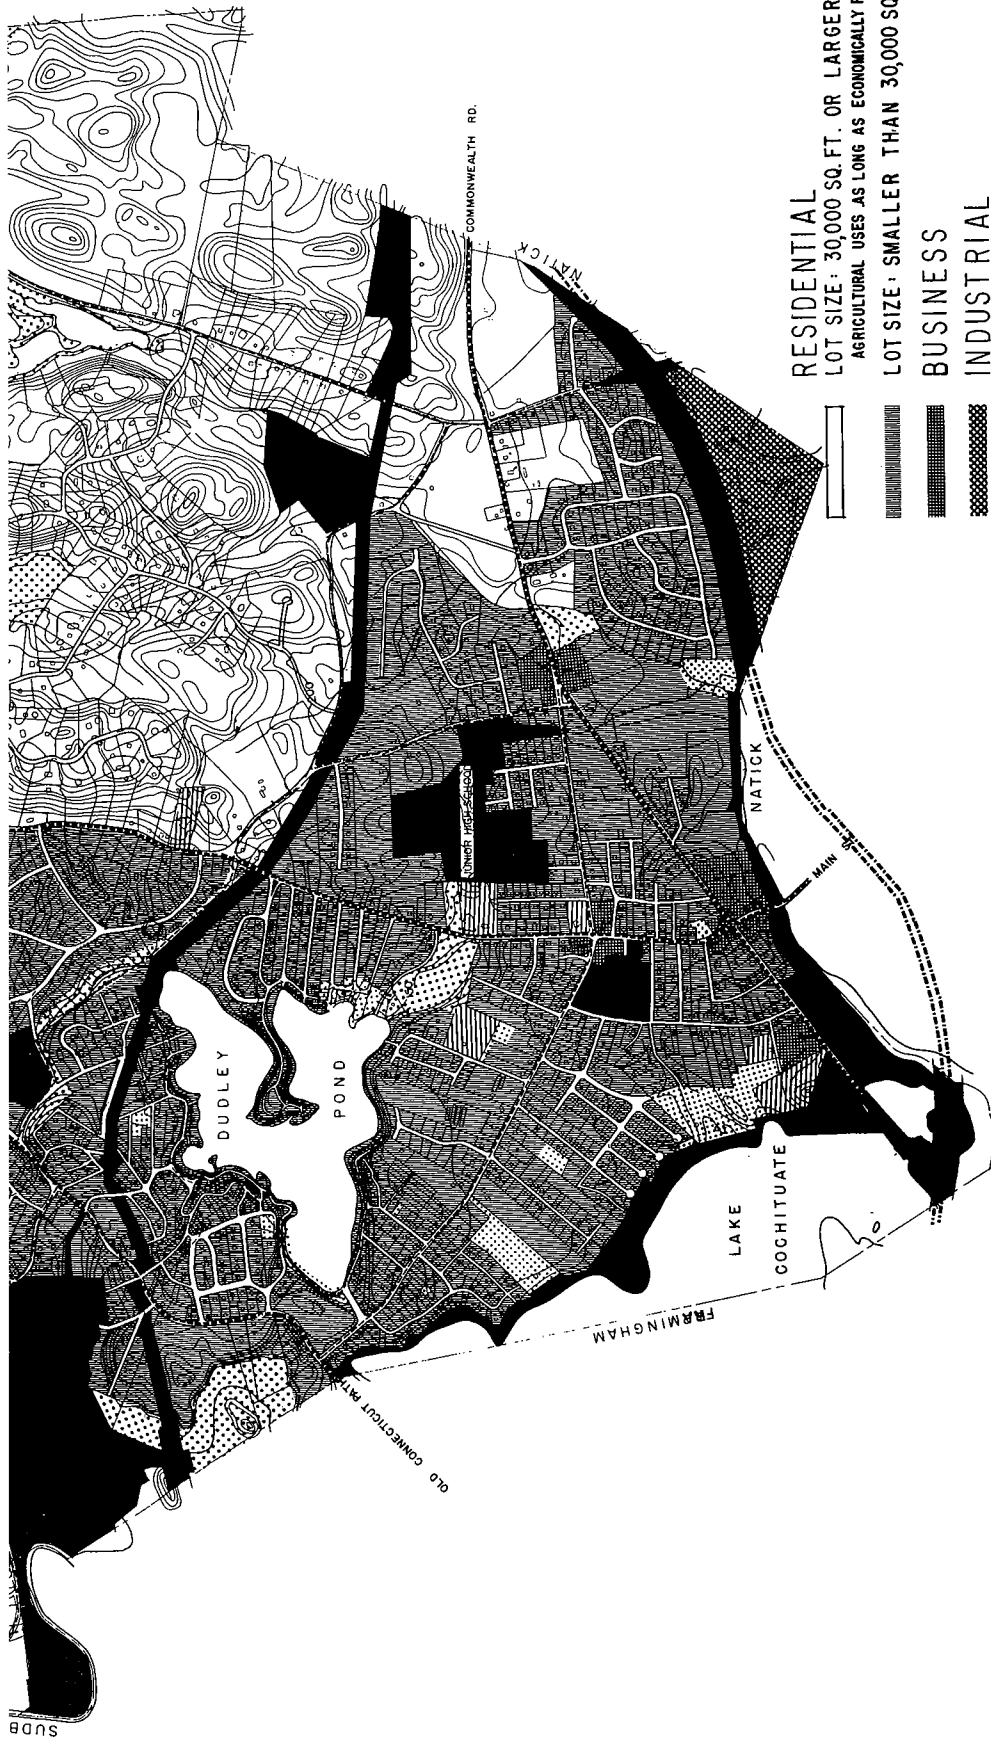 SUDB
OLD CONNECTICUT PATH
FRAMINGHAM
DUDLEY
POND
LAKE
COCHITUATE
JUNIOR HIGH SCHOOL
MAIN
NATICK
COMMONWEALTH RD.
NATICK
RESIDENTIAL
LOT SIZE: 30,000 SQ. FT. OR LARGER
AGRICULTURAL USES AS LONG AS ECONOMICALLY
LOT SIZE: SMALLER THAN 30,000 SQ
BUSINESS
INDUSTRIAL